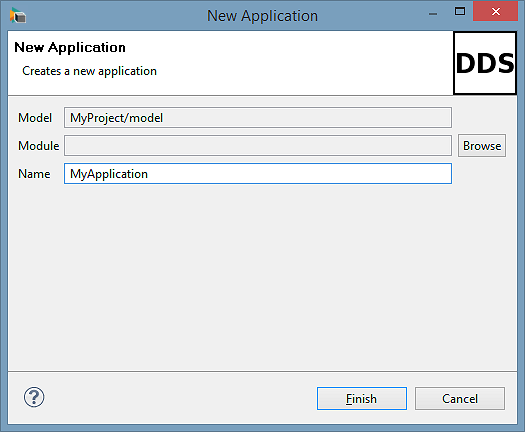 New Application
New Application
Creates a new application
DDS
Model MyProject/model
Module Browse
Name MyApplication
? Finish Cancel